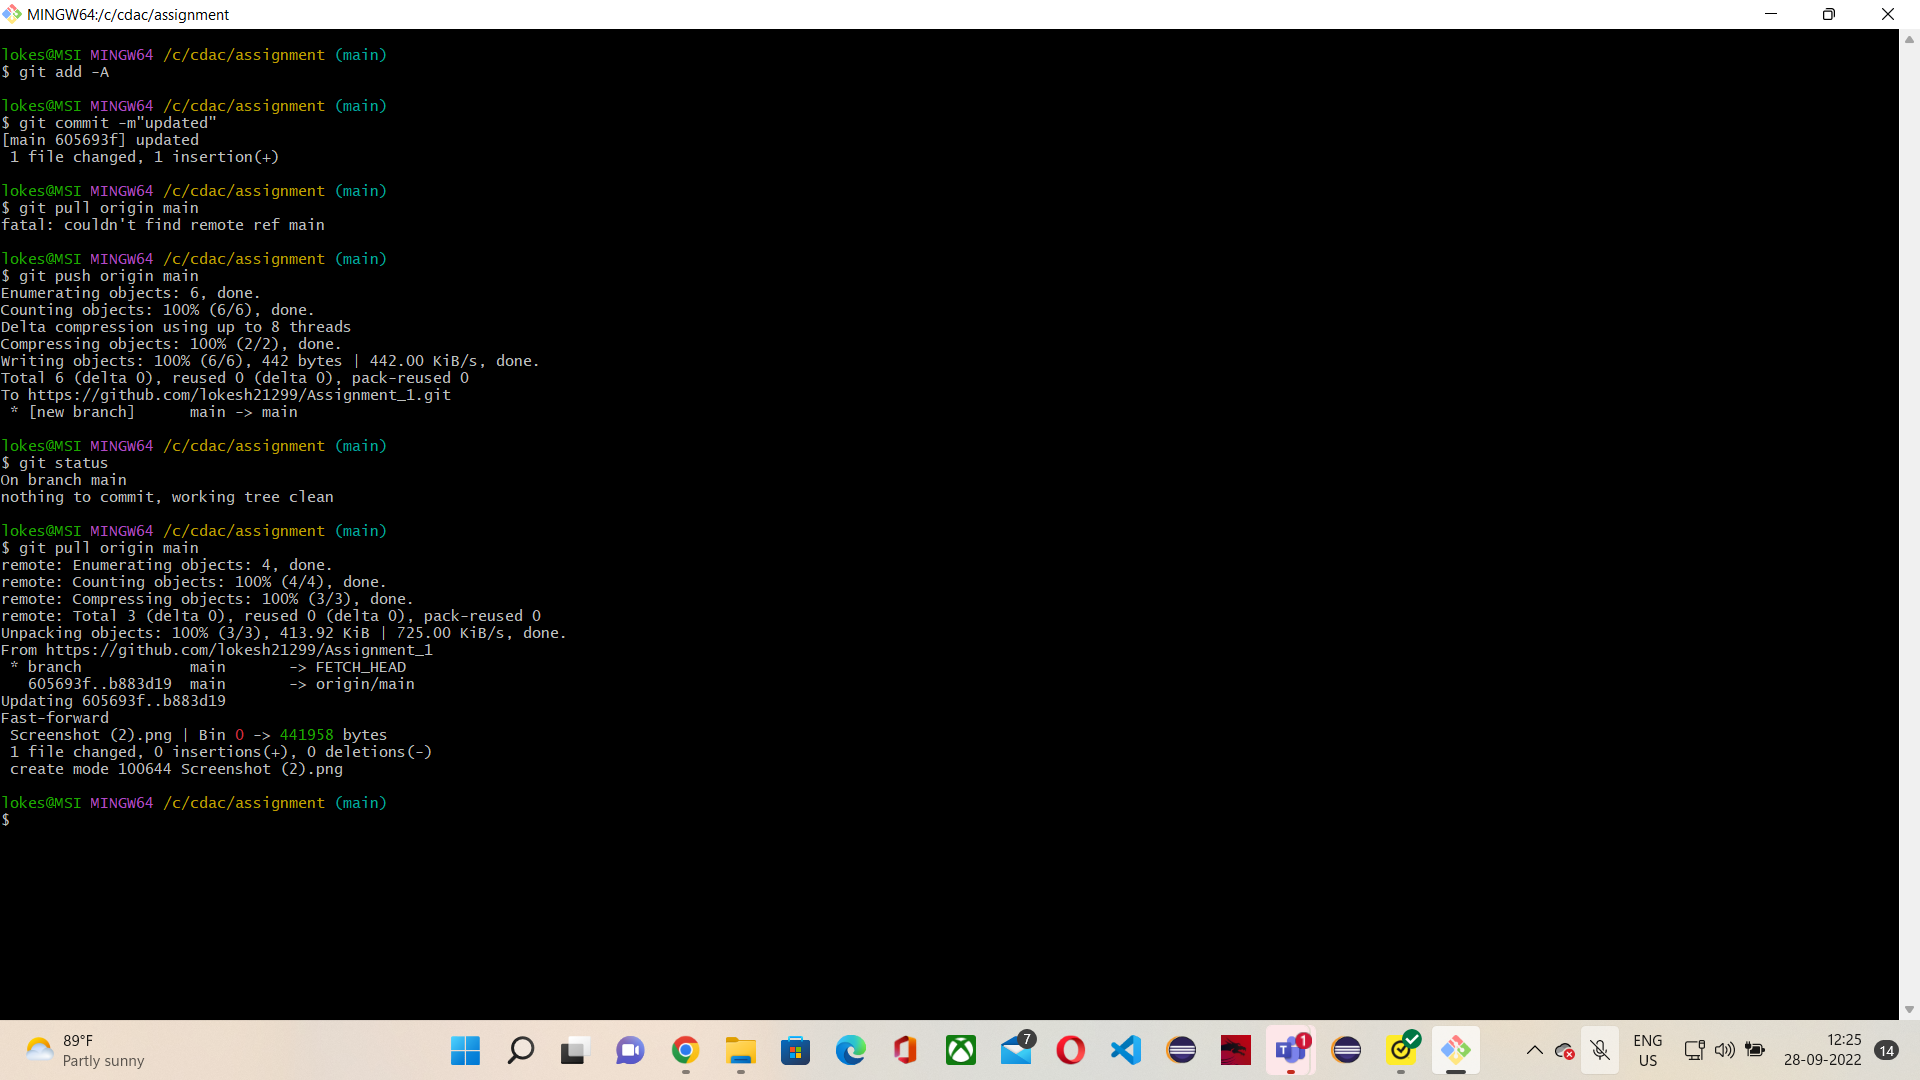 MINGW64:/c/cdac/assignment
lokes@MSI MINGW64 /c/cdac/assignment (main)
$ git add -A
lokes@MSI MINGW64 /c/cdac/assignment (main)
$ git commit -m"updated"
[main 605693f] updated
 1 file changed, 1 insertion(+)
lokes@MSI MINGW64 /c/cdac/assignment (main)
$ git pull origin main
fatal: couldn't find remote ref main
lokes@MSI MINGW64 /c/cdac/assignment (main)
$ git push origin main
Enumerating objects: 6, done.
Counting objects: 100% (6/6), done.
Delta compression using up to 8 threads
Compressing objects: 100% (2/2), done.
Writing objects: 100% (6/6), 442 bytes | 442.00 KiB/s, done.
Total 6 (delta 0), reused 0 (delta 0), pack-reused 0
To https://github.com/lokesh21299/Assignment_1.git
 * [new branch]      main -> main
lokes@MSI MINGW64 /c/cdac/assignment (main)
$ git status
On branch main
nothing to commit, working tree clean
lokes@MSI MINGW64 /c/cdac/assignment (main)
$ git pull origin main
remote: Enumerating objects: 4, done.
remote: Counting objects: 100% (4/4), done.
remote: Compressing objects: 100% (3/3), done.
remote: Total 3 (delta 0), reused 0 (delta 0), pack-reused 0
Unpacking objects: 100% (3/3), 413.92 KiB | 725.00 KiB/s, done.
From https://github.com/lokesh21299/Assignment_1
 * branch            main       -> FETCH_HEAD
   605693f..b883d19  main       -> origin/main
Updating 605693f..b883d19
Fast-forward
 Screenshot (2).png | Bin 0 -> 441958 bytes
 1 file changed, 0 insertions(+), 0 deletions(-)
 create mode 100644 Screenshot (2).png
lokes@MSI MINGW64 /c/cdac/assignment (main)
$
89°F
Partly sunny
7
1
ENG
US
12:25
28-09-2022
14